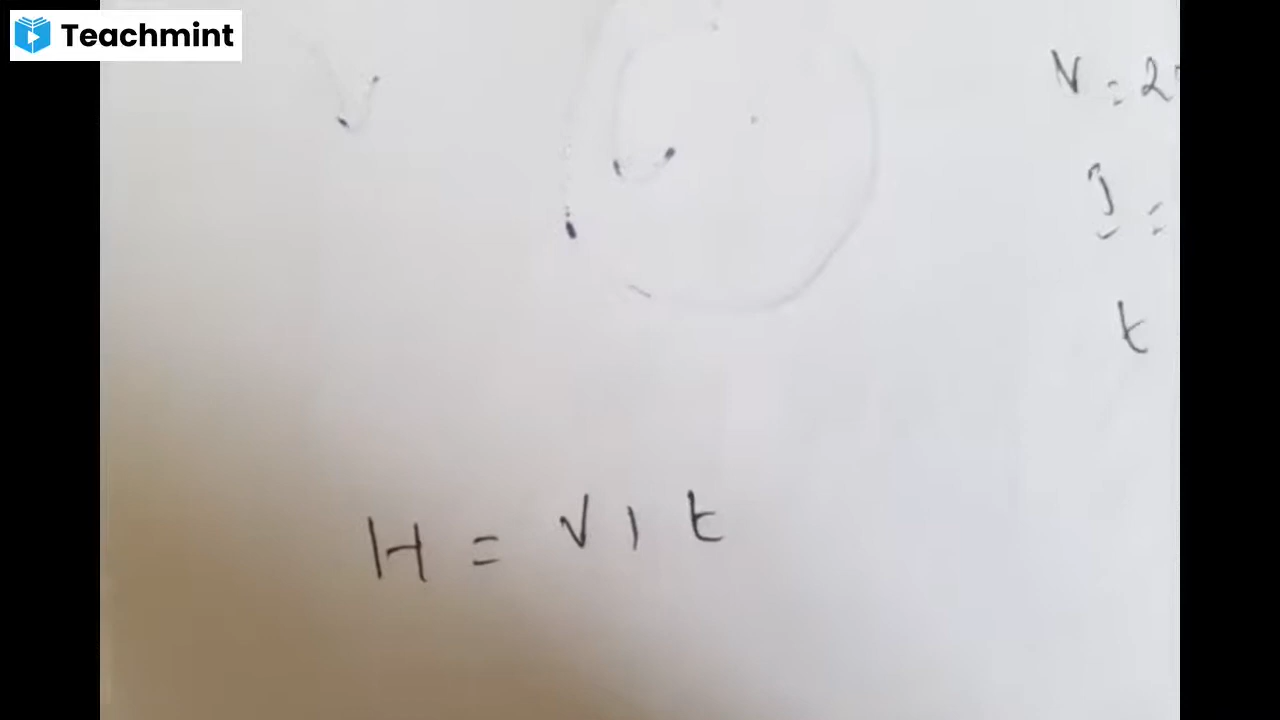 Teachmint
V = 2
I =
t
H = V I t